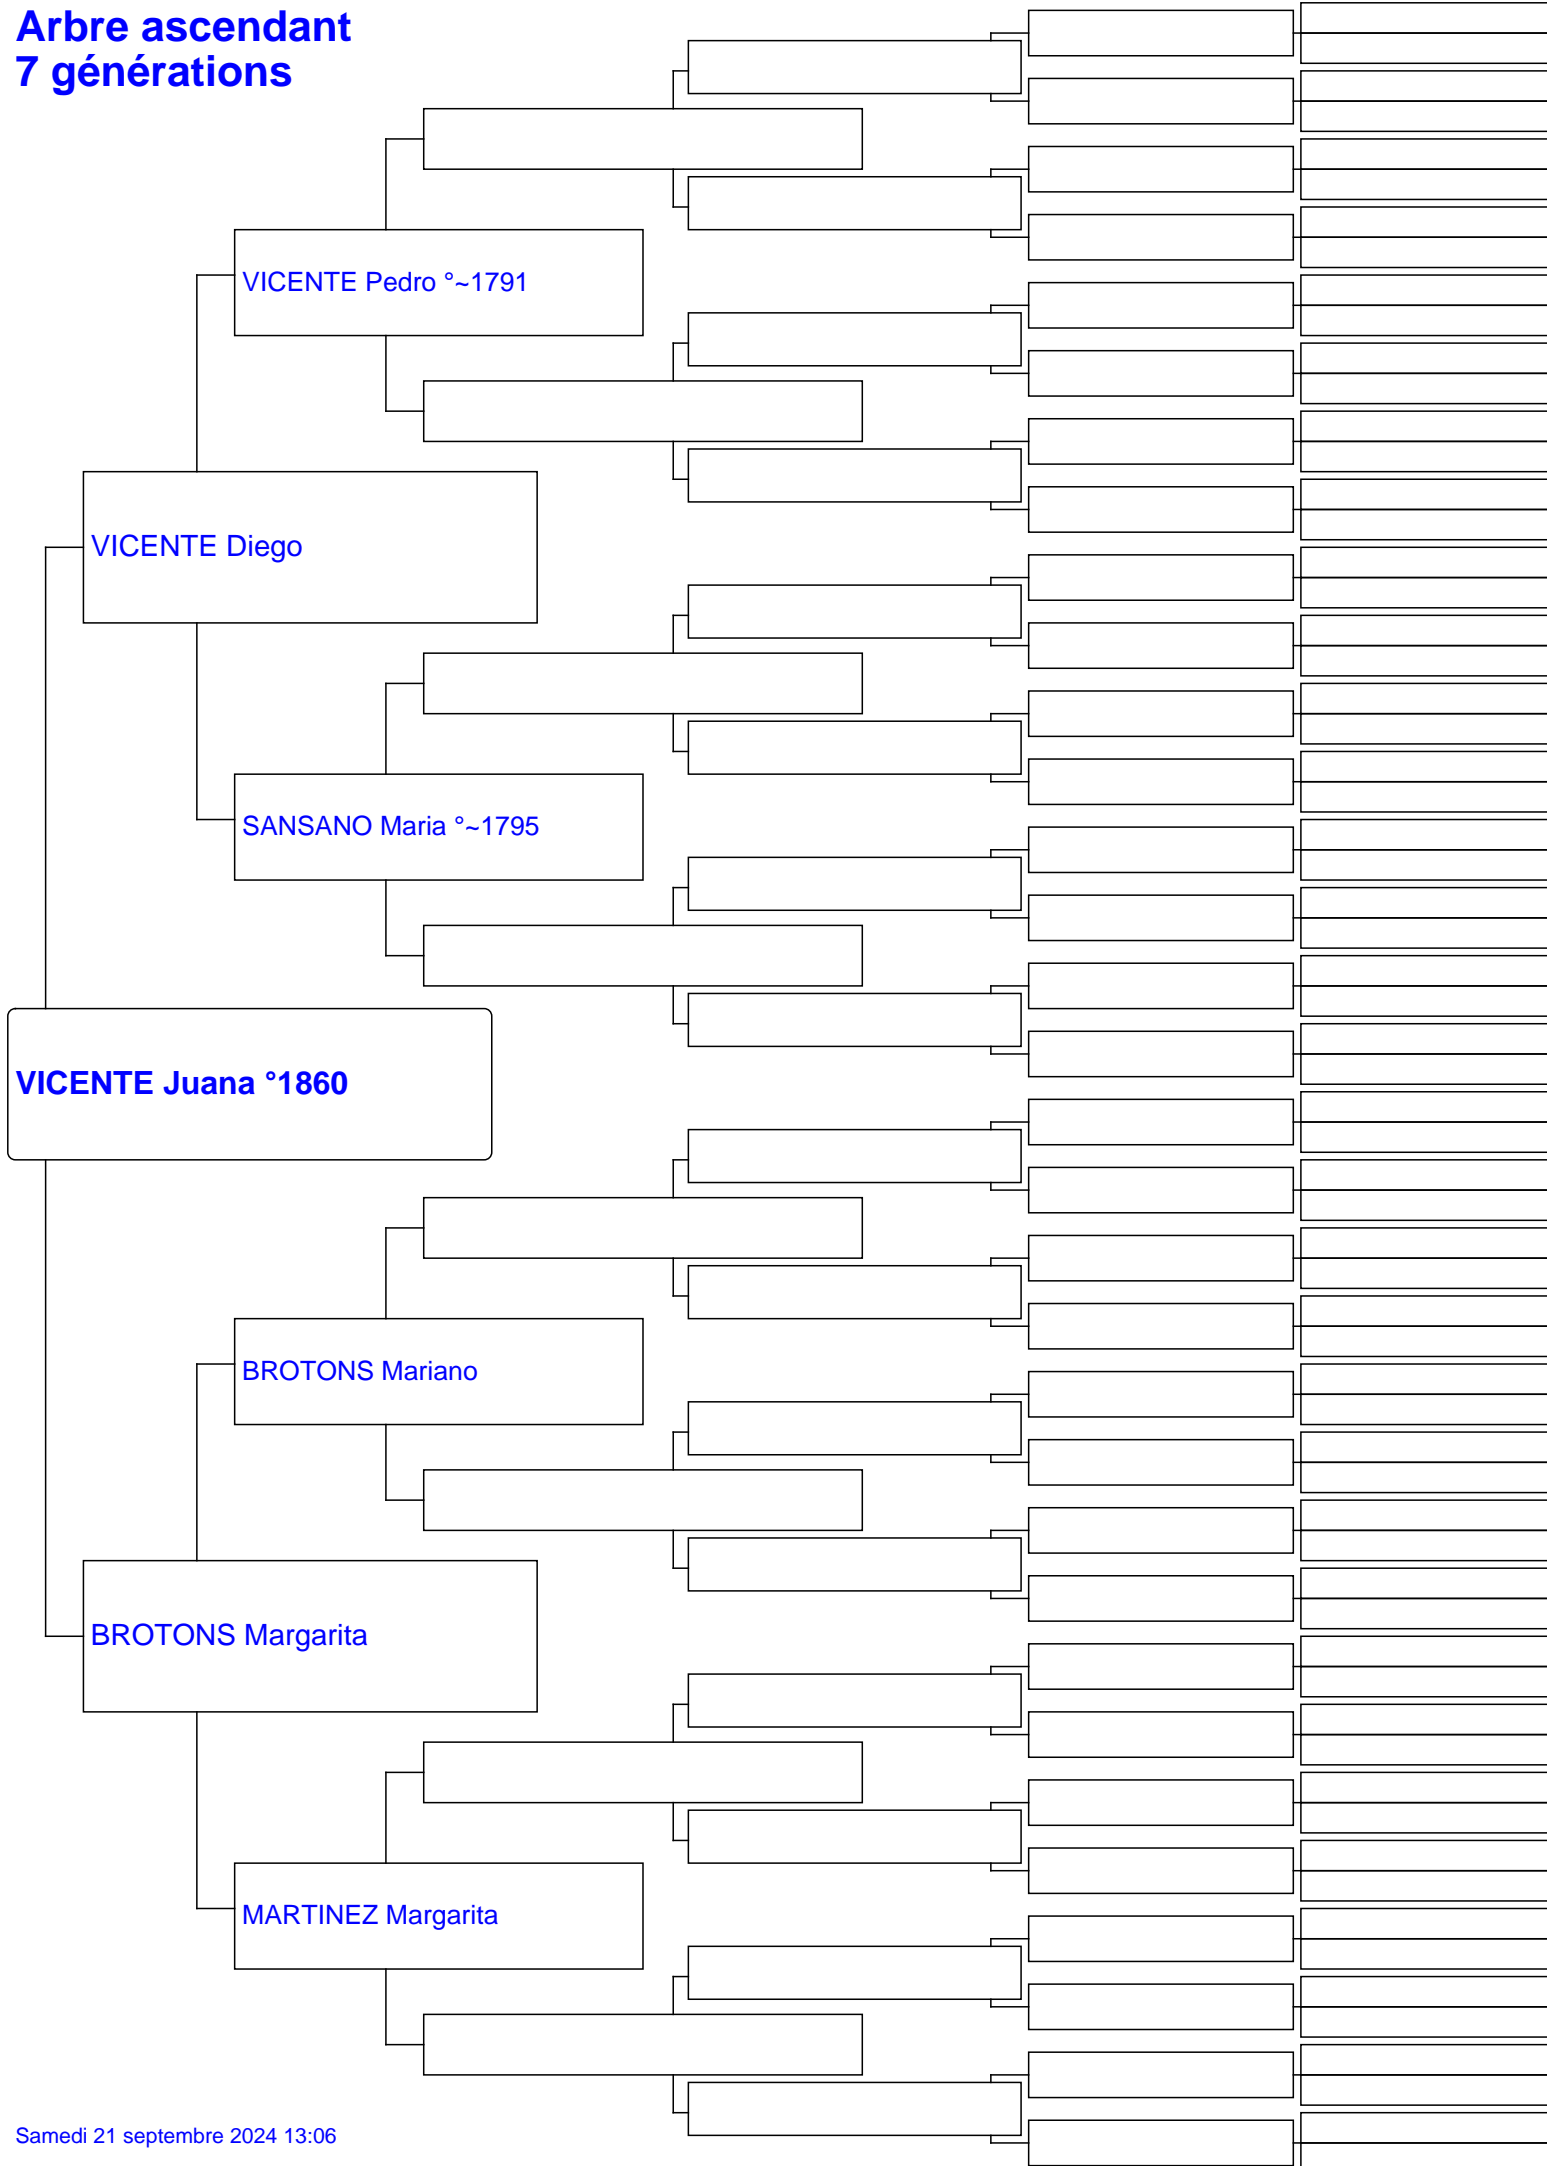 Arbre ascendant
7 générations
VICENTE Pedro °~1791
VICENTE Diego
SANSANO Maria °~1795
VICENTE Juana °1860
BROTONS Mariano
BROTONS Margarita
MARTINEZ Margarita
Samedi 21 septembre 2024 13:06